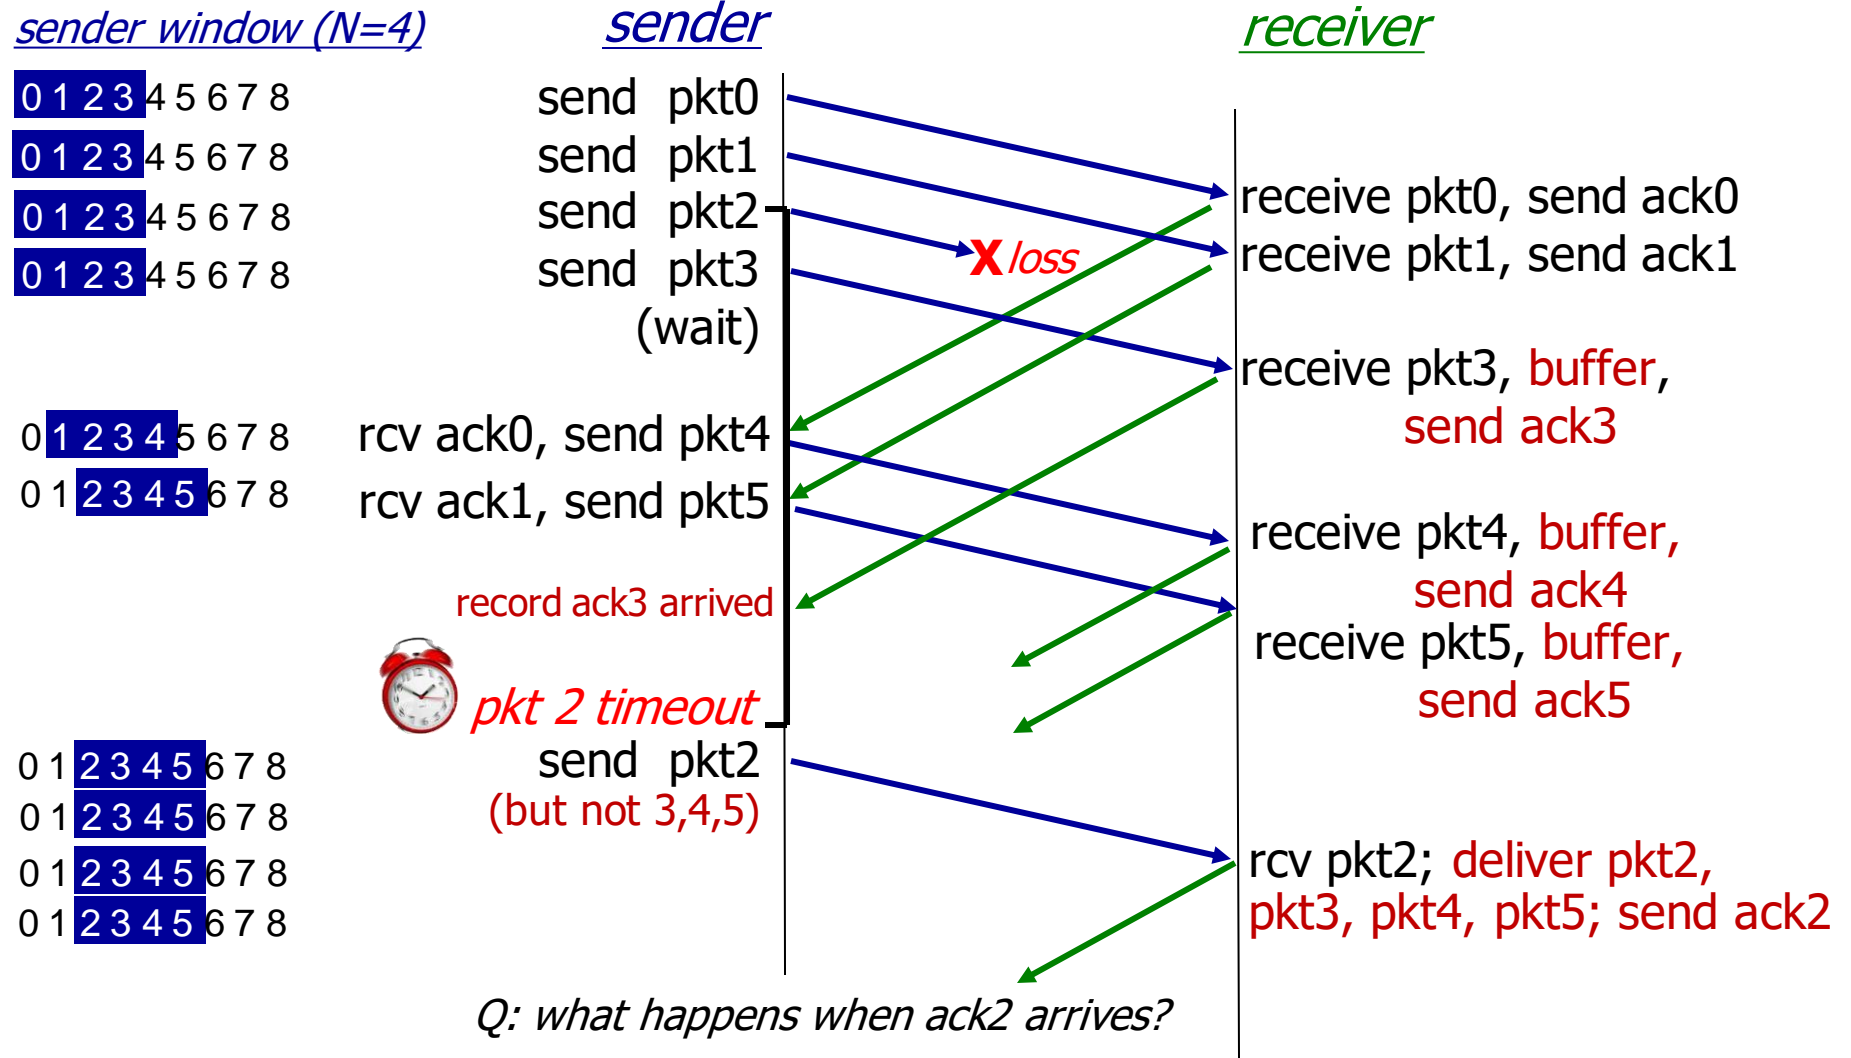 sender window (N=4)
sender
receiver
0 1 2 3 4 5 6 7 8
send pkt0
0 1 2 3 4 5 6 7 8
send pkt1
0 1 2 3 4 5 6 7 8
send pkt2
0 1 2 3 4 5 6 7 8
send pkt3
(wait)
X loss
receive pkt0, send ack0
receive pkt1, send ack1
receive pkt3, buffer,
send ack3
0 1 2 3 4 5 6 7 8
rcv ack0, send pkt4
0 1 2 3 4 5 6 7 8
rcv ack1, send pkt5
receive pkt4, buffer,
send ack4
receive pkt5, buffer,
send ack5
record ack3 arrived
pkt 2 timeout
0 1 2 3 4 5 6 7 8
send pkt2
0 1 2 3 4 5 6 7 8
(but not 3,4,5)
0 1 2 3 4 5 6 7 8
0 1 2 3 4 5 6 7 8
rcv pkt2; deliver pkt2,
pkt3, pkt4, pkt5; send ack2
Q: what happens when ack2 arrives?